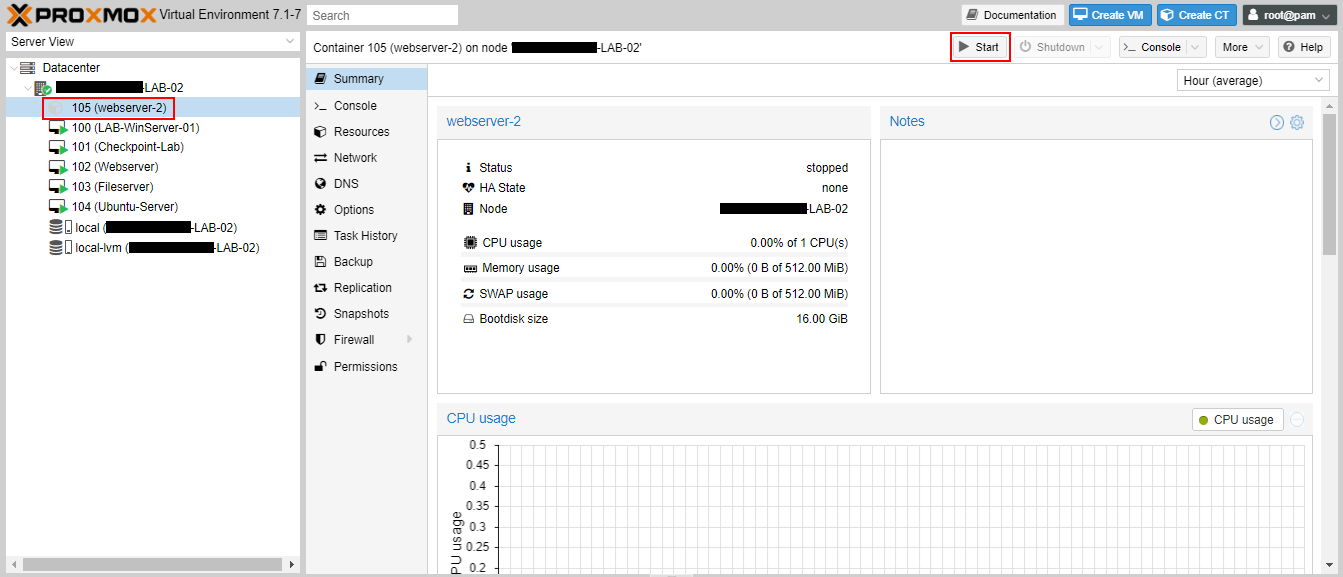 PROXMOX Virtual Environment 7.1-7 Search Documentation Create VM Create CT root@pam
Server View
Datacenter
-LAB-02
105 (webserver-2)
100 (LAB-WinServer-01)
101 (Checkpoint-Lab)
102 (Webserver)
103 (Fileserver)
104 (Ubuntu-Server)
local ( -LAB-02)
local-lvm ( -LAB-02)
Container 105 (webserver-2) on node ' -LAB-02'
Start Shutdown >_ Console More Help
Summary
>_ Console
Resources
Network
DNS
Options
Task History
Backup
Replication
Snapshots
Firewall
Permissions
Hour (average)
webserver-2
Status stopped
HA State none
Node -LAB-02
CPU usage 0.00% of 1 CPU(s)
Memory usage 0.00% (0 B of 512.00 MiB)
SWAP usage 0.00% (0 B of 512.00 MiB)
Bootdisk size 16.00 GiB
Notes
CPU usage
CPU usage
0.5
0.45
0.4
0.35
0.3
0.25
0.2
PU usage